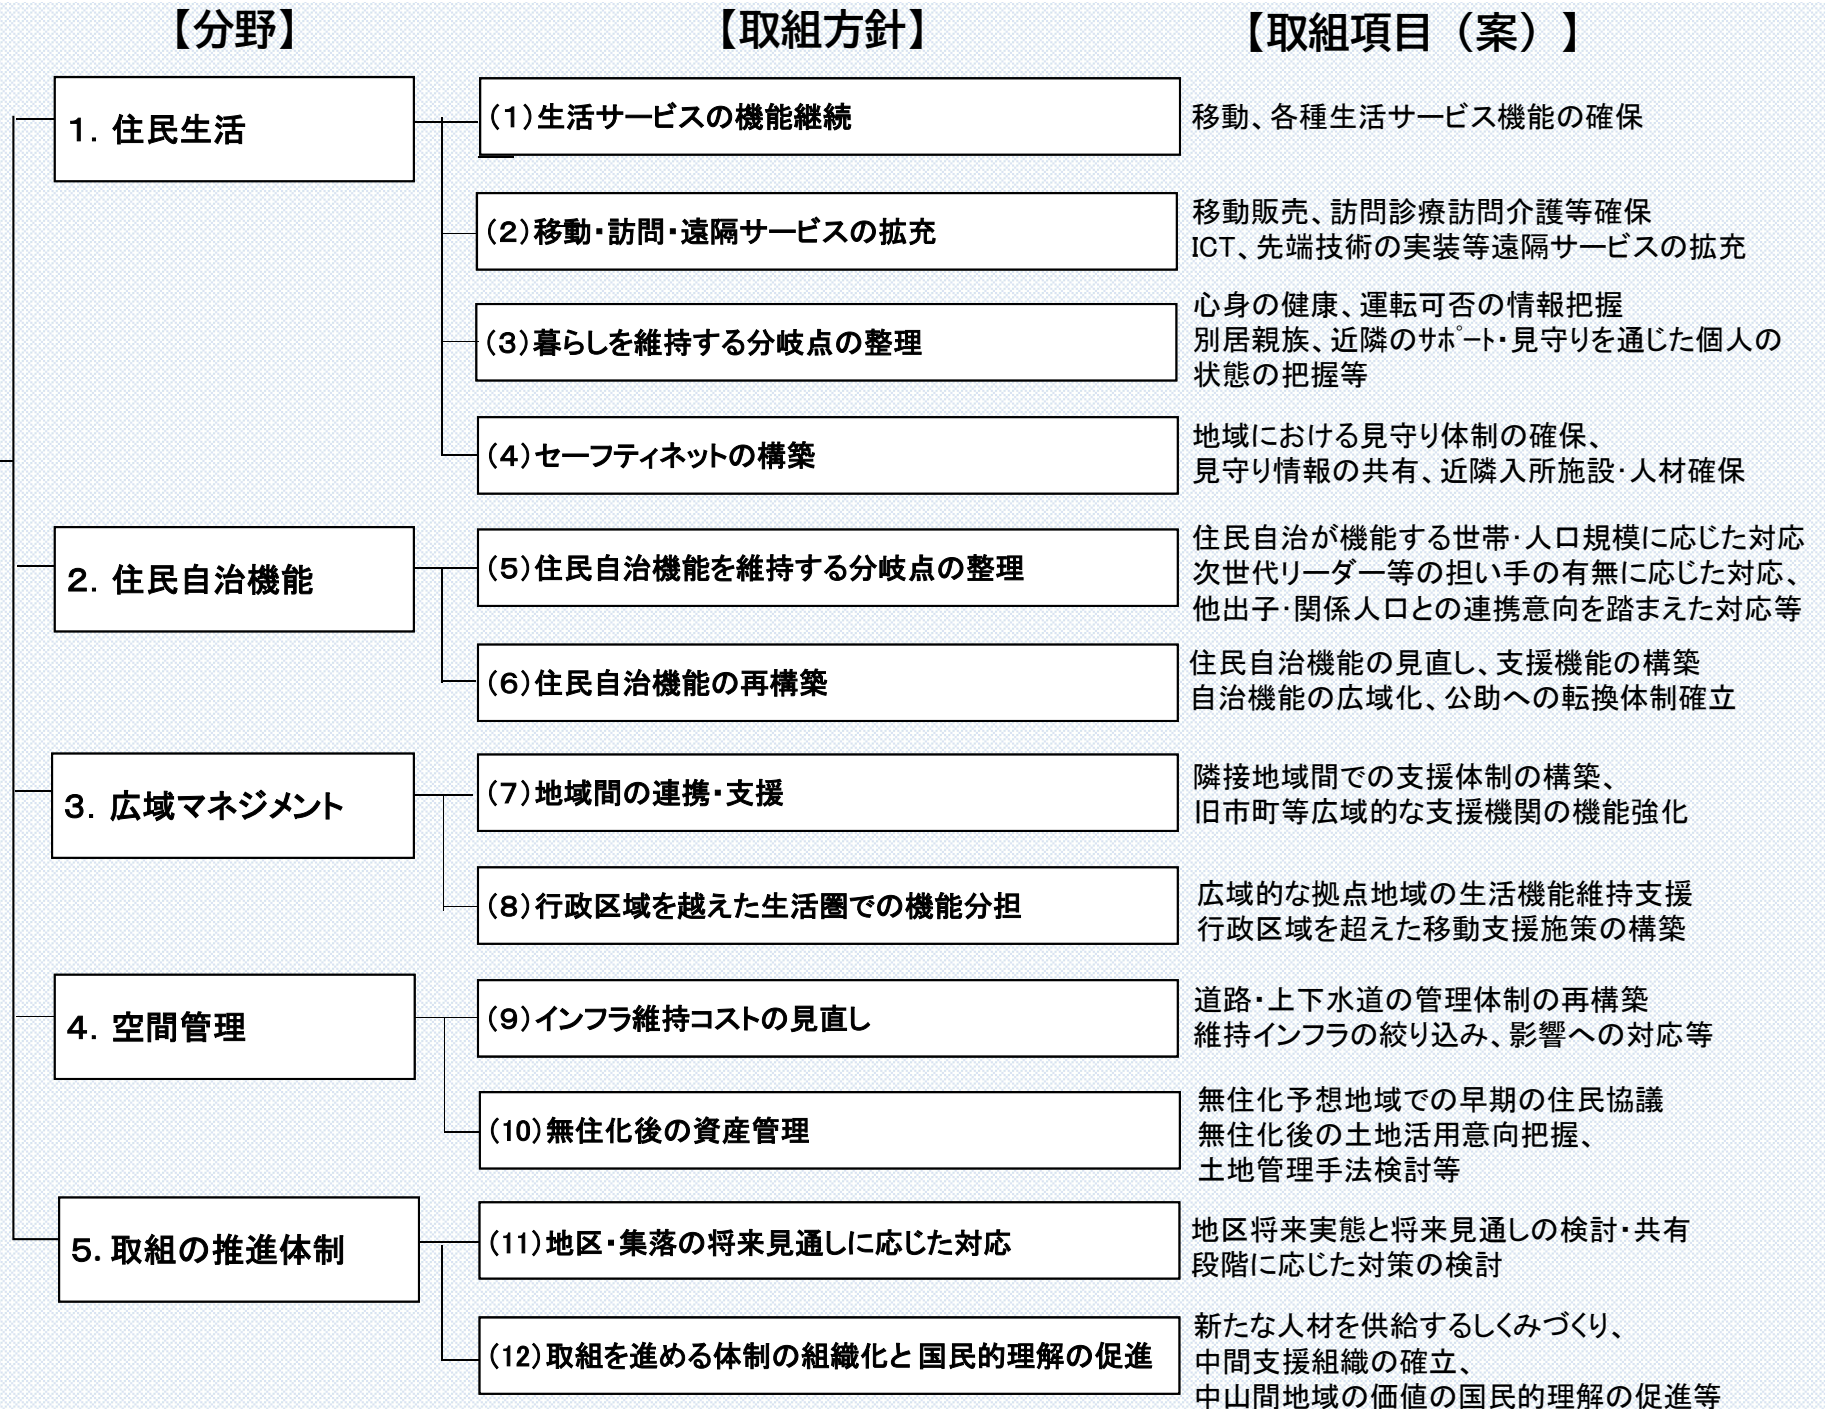 【分野】
【取組方針】
【取組項目（案）】
1．住民生活
(1)生活サービスの機能継続
移動、各種生活サービス機能の確保
(2)移動･訪問･遠隔サービスの拡充
移動販売、訪問診療訪問介護等確保
ICT、先端技術の実装等遠隔サービスの拡充
(3)暮らしを維持する分岐点の整理
心身の健康、運転可否の情報把握
別居親族、近隣のｻﾎﾟｰﾄ･見守りを通じた個人の
状態の把握等
(4)セーフティネットの構築
地域における見守り体制の確保、
見守り情報の共有、近隣入所施設･人材確保
2．住民自治機能
(5)住民自治機能を維持する分岐点の整理
住民自治が機能する世帯･人口規模に応じた対応
次世代リーダー等の担い手の有無に応じた対応、
他出子･関係人口との連携意向を踏まえた対応等
(6)住民自治機能の再構築
住民自治機能の見直し、支援機能の構築
自治機能の広域化、公助への転換体制確立
3．広域マネジメント
(7)地域間の連携･支援
隣接地域間での支援体制の構築、
旧市町等広域的な支援機関の機能強化
(8)行政区域を越えた生活圏での機能分担
広域的な拠点地域の生活機能維持支援
行政区域を超えた移動支援施策の構築
4．空間管理
(9)インフラ維持コストの見直し
道路･上下水道の管理体制の再構築
維持インフラの絞り込み、影響への対応等
(10)無住化後の資産管理
無住化予想地域での早期の住民協議
無住化後の土地活用意向把握、
土地管理手法検討等
5．取組の推進体制
(11)地区･集落の将来見通しに応じた対応
地区将来実態と将来見通しの検討･共有
段階に応じた対策の検討
(12)取組を進める体制の組織化と国民的理解の促進
新たな人材を供給するしくみづくり、
中間支援組織の確立、
中山間地域の価値の国民的理解の促進等